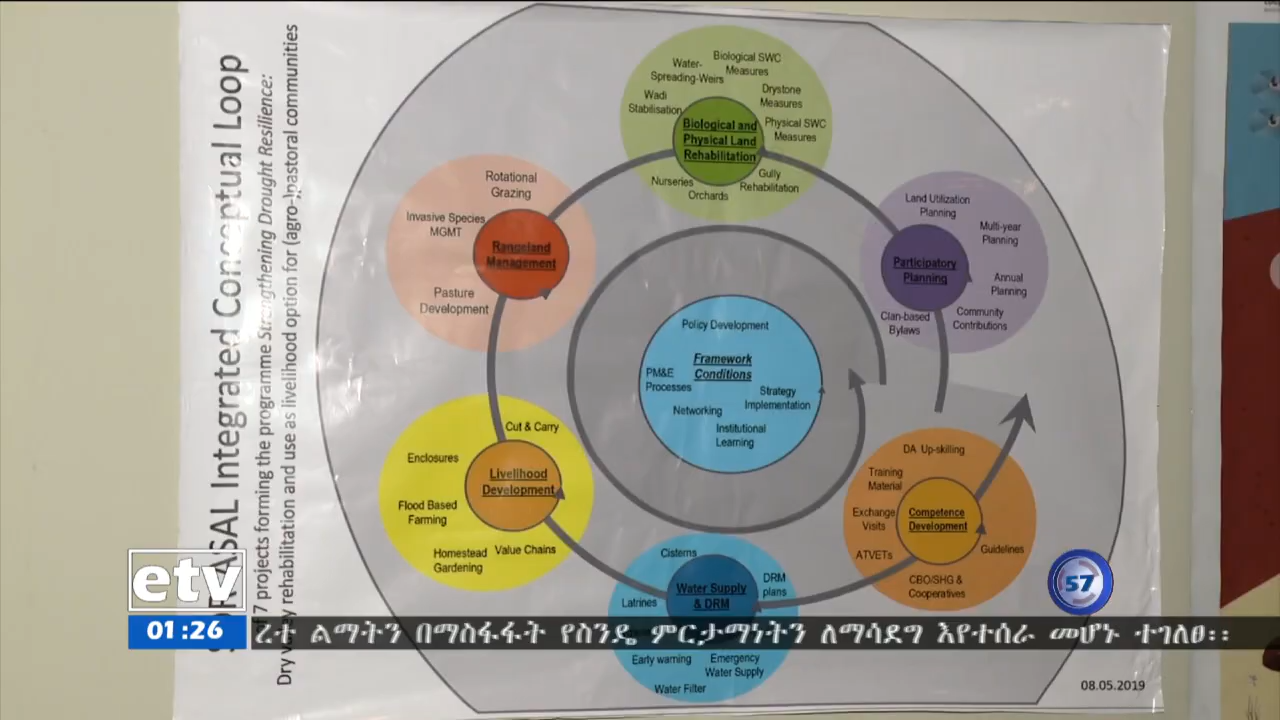 ASAL Integrated Conceptual Loop
7 projects forming the programme Strengthening Drought Resilience:
rehabilitation and use as livelihood option for (agro-)pastoral communities
Water-
Spreading-Weirs
Biological SWC
Measures
Wadi
Stabilisation
Drystone
Measures
Biological and
Physical Land
Rehabilitation
Physical SWC
Measures
Nurseries
Orchards
Gully
Rehabilitation
Rotational
Grazing
Invasive Species
MGMT
Rangeland
Management
Pasture
Development
Land Utilization
Planning
Multi-year
Planning
Participatory
Planning
Annual
Planning
Clan-based
Bylaws
Community
Contributions
Policy Development
Framework
Conditions
PM&E
Processes
Strategy
Implementation
Networking
Institutional
Learning
Cut & Carry
Enclosures
Livelihood
Development
Flood Based
Farming
Homestead
Gardening
Value Chains
DA Up-skilling
Training
Material
Exchange
Visits
Competence
Development
ATVETs
Guidelines
CBO/SHG &
Cooperatives
Cisterns
Water Supply
& DRM
DRM
plans
Latrines
Early warning
Emergency
Water Supply
Water Filter
08.05.2019
etv
57
01:26
ረተ ልማትን በማስፋፋት የስንዴ ምርታማነትን ለማሳደግ እየተሰራ መሆኑ ተገለፀ፡፡